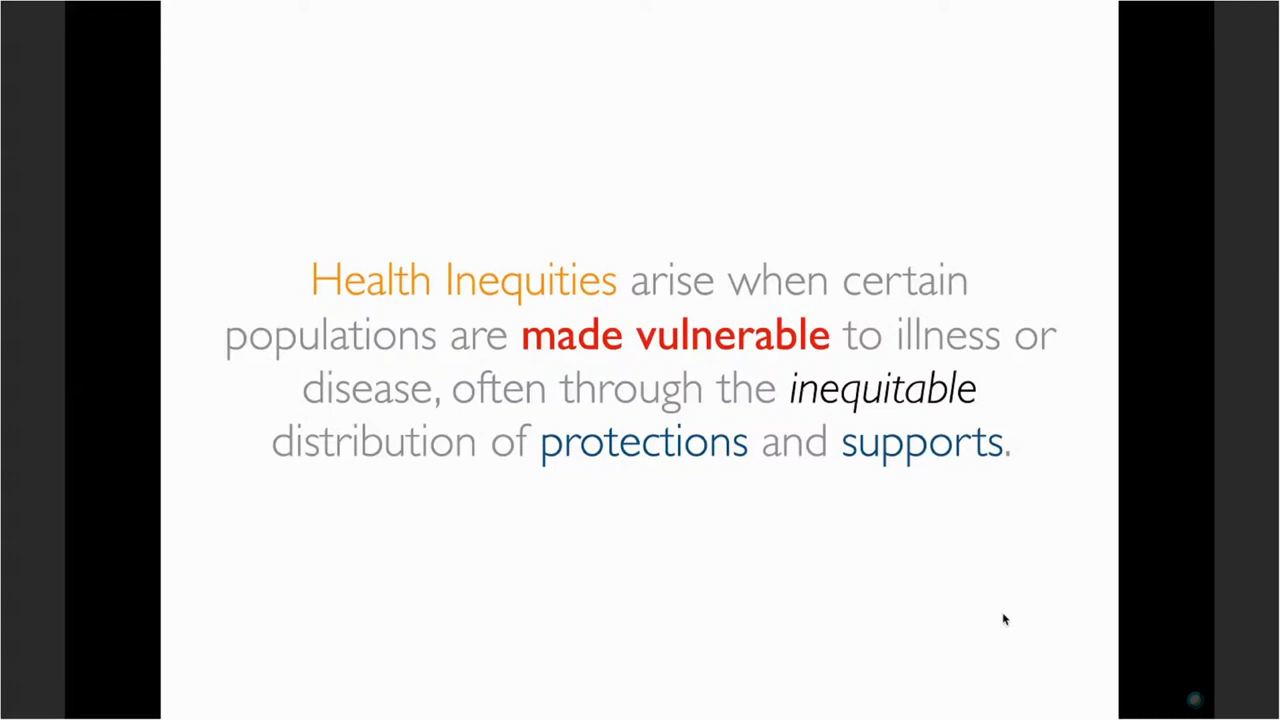 Health Inequities arise when certain
populations are made vulnerable to illness or
disease, often through the inequitable
distribution of protections and supports.